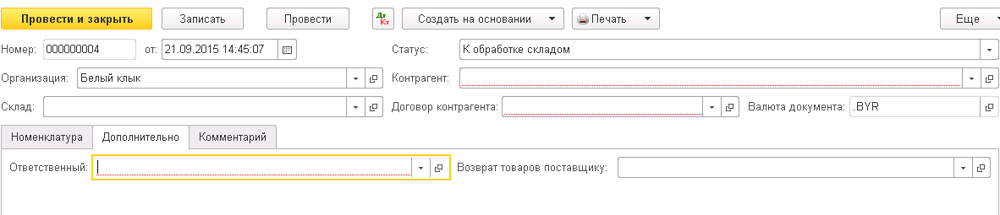 Провести и закрыть Записать Провести Дт Кт Создать на основании Печать Еще
Номер: 000000004 от: 21.09.2015 14:45:07 Статус: К обработке складом
Организация: Белый клык Контрагент:
Склад: Договор контрагента: Валюта документа: .BYR
Номенклатура Дополнительно Комментарий
Ответственный: Возврат товаров поставщику: